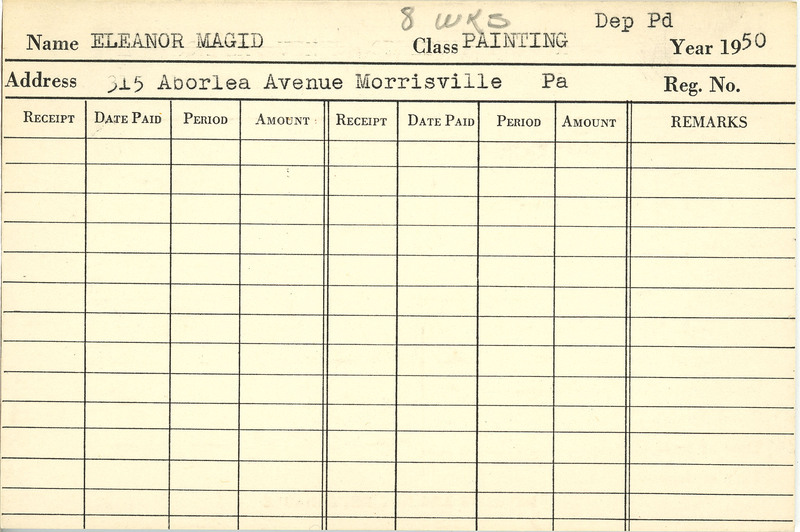 8 WKS Dep Pd
Name ELEANOR MAGID Class PAINTING Year 1950
Address 315 Aborlea Avenue Morrisville Pa Reg. No.
RECEIPT DATE PAID PERIOD AMOUNT RECEIPT DATE PAID PERIOD AMOUNT REMARKS